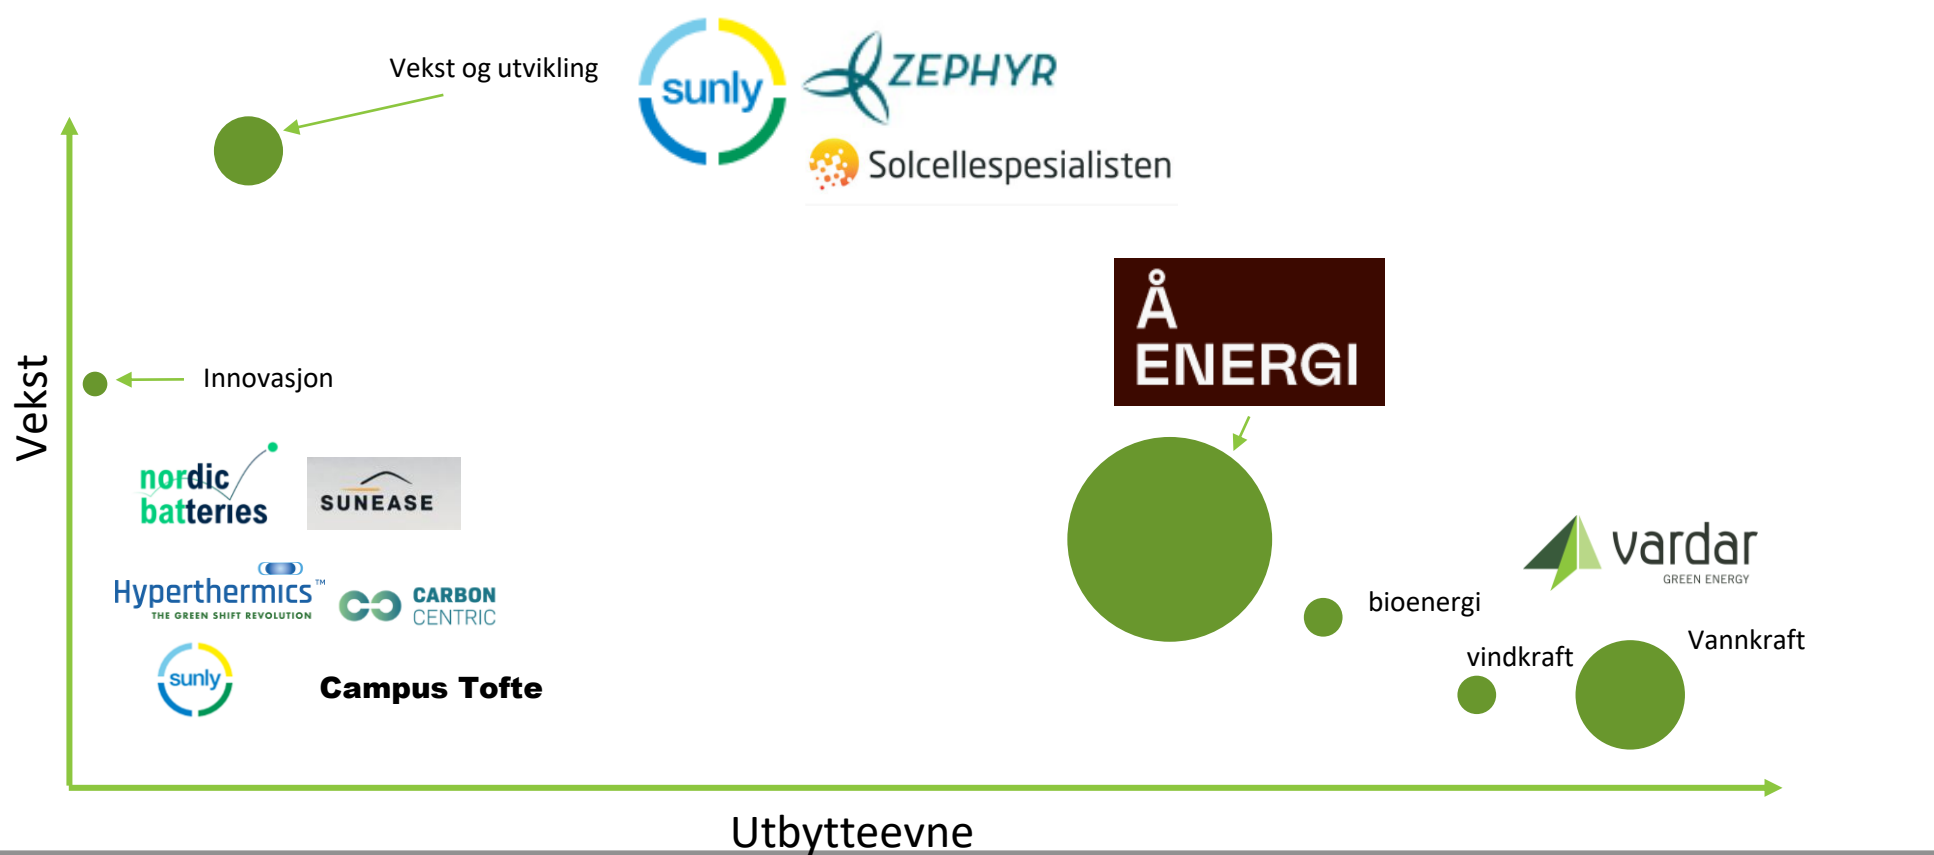 Vekst og utvikling
sunly
ZEPHYR
Solcellespesialisten
Å
ENERGI
Vekst
Innovasjon
nordic
batteries
SUNEASE
Hyperthermics™
THE GREEN SHIFT REVOLUTION
CARBON
CENTRIC
sunly
Campus Tofte
vardar
GREEN ENERGY
bioenergi
vindkraft
Vannkraft
Utbytteevne